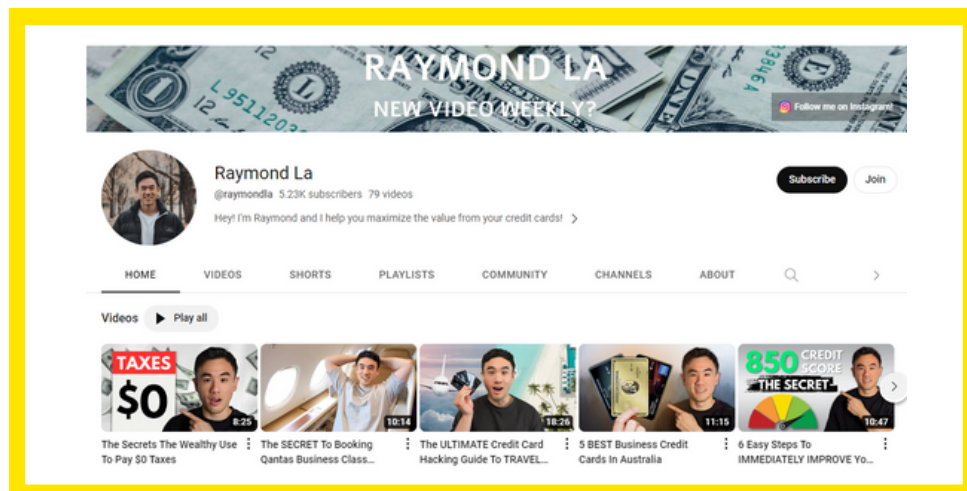 RAYMOND LA
NEW VIDEO WEEKLY?
Follow me on Instagram!
Raymond La
@raymondla 5.23K subscribers 79 videos
Hey! I'm Raymond and I help you maximize the value from your credit cards!
Subscribe
Join
HOME VIDEOS SHORTS PLAYLISTS COMMUNITY CHANNELS ABOUT
Videos
Play all
TAXES
$0
8:25
10:14
18:26
11:15
850 CREDIT
SCORE
THE SECRET
10:47
The Secrets The Wealthy Use
To Pay $0 Taxes
The SECRET To Booking
Qantas Business Class...
The ULTIMATE Credit Card
Hacking Guide To TRAVEL...
5 BEST Business Credit
Cards In Australia
6 Easy Steps To
IMMEDIATELY IMPROVE Yo...